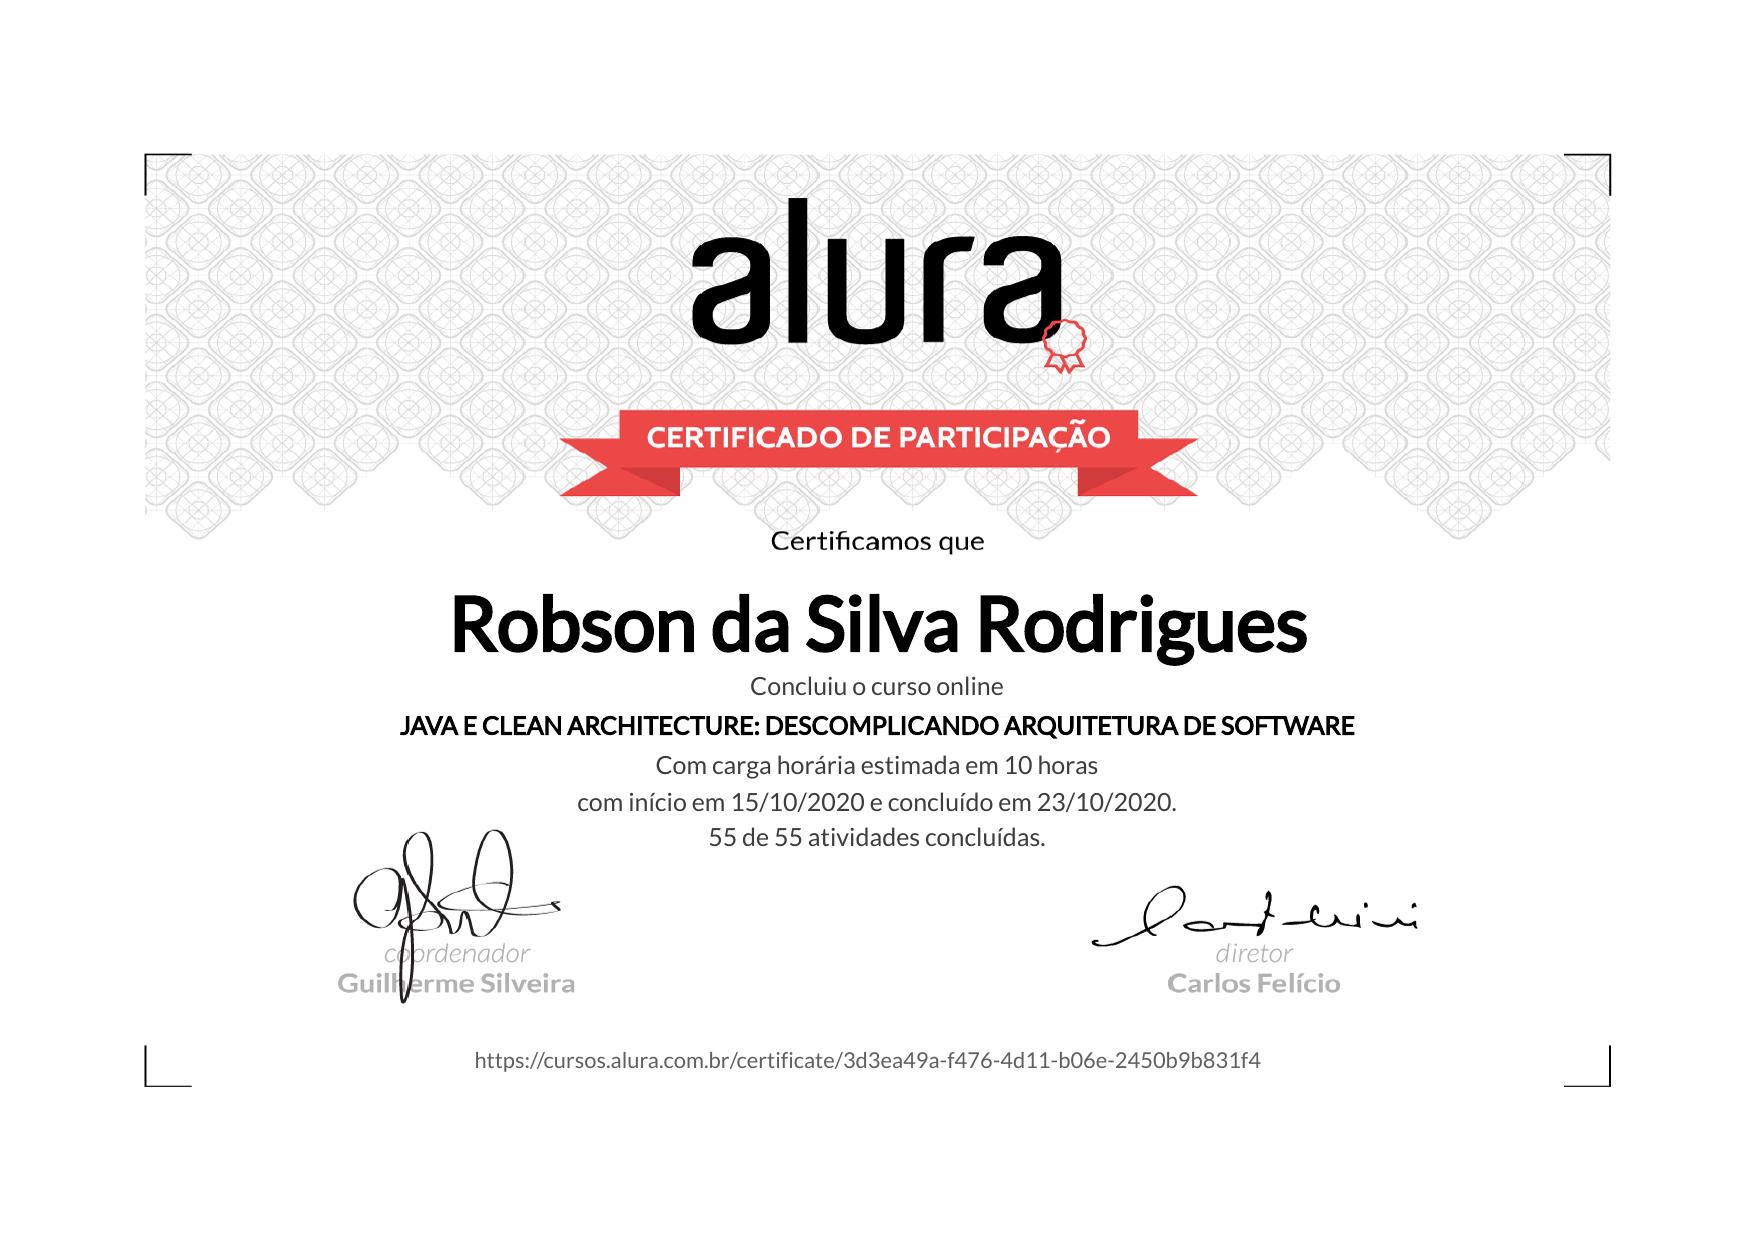 alura
CERTIFICADO DE PARTICIPAÇÃO
Certificamos que
Robson da Silva Rodrigues
Concluiu o curso online
JAVA E CLEAN ARCHITECTURE: DESCOMPLICANDO ARQUITETURA DE SOFTWARE
Com carga horária estimada em 10 horas
com início em 15/10/2020 e concluído em 23/10/2020.
55 de 55 atividades concluídas.
coordenador
Guilherme Silveira
diretor
Carlos Felício
https://cursos.alura.com.br/certificate/3d3ea49a-f476-4d11-b06e-2450b9b831f4